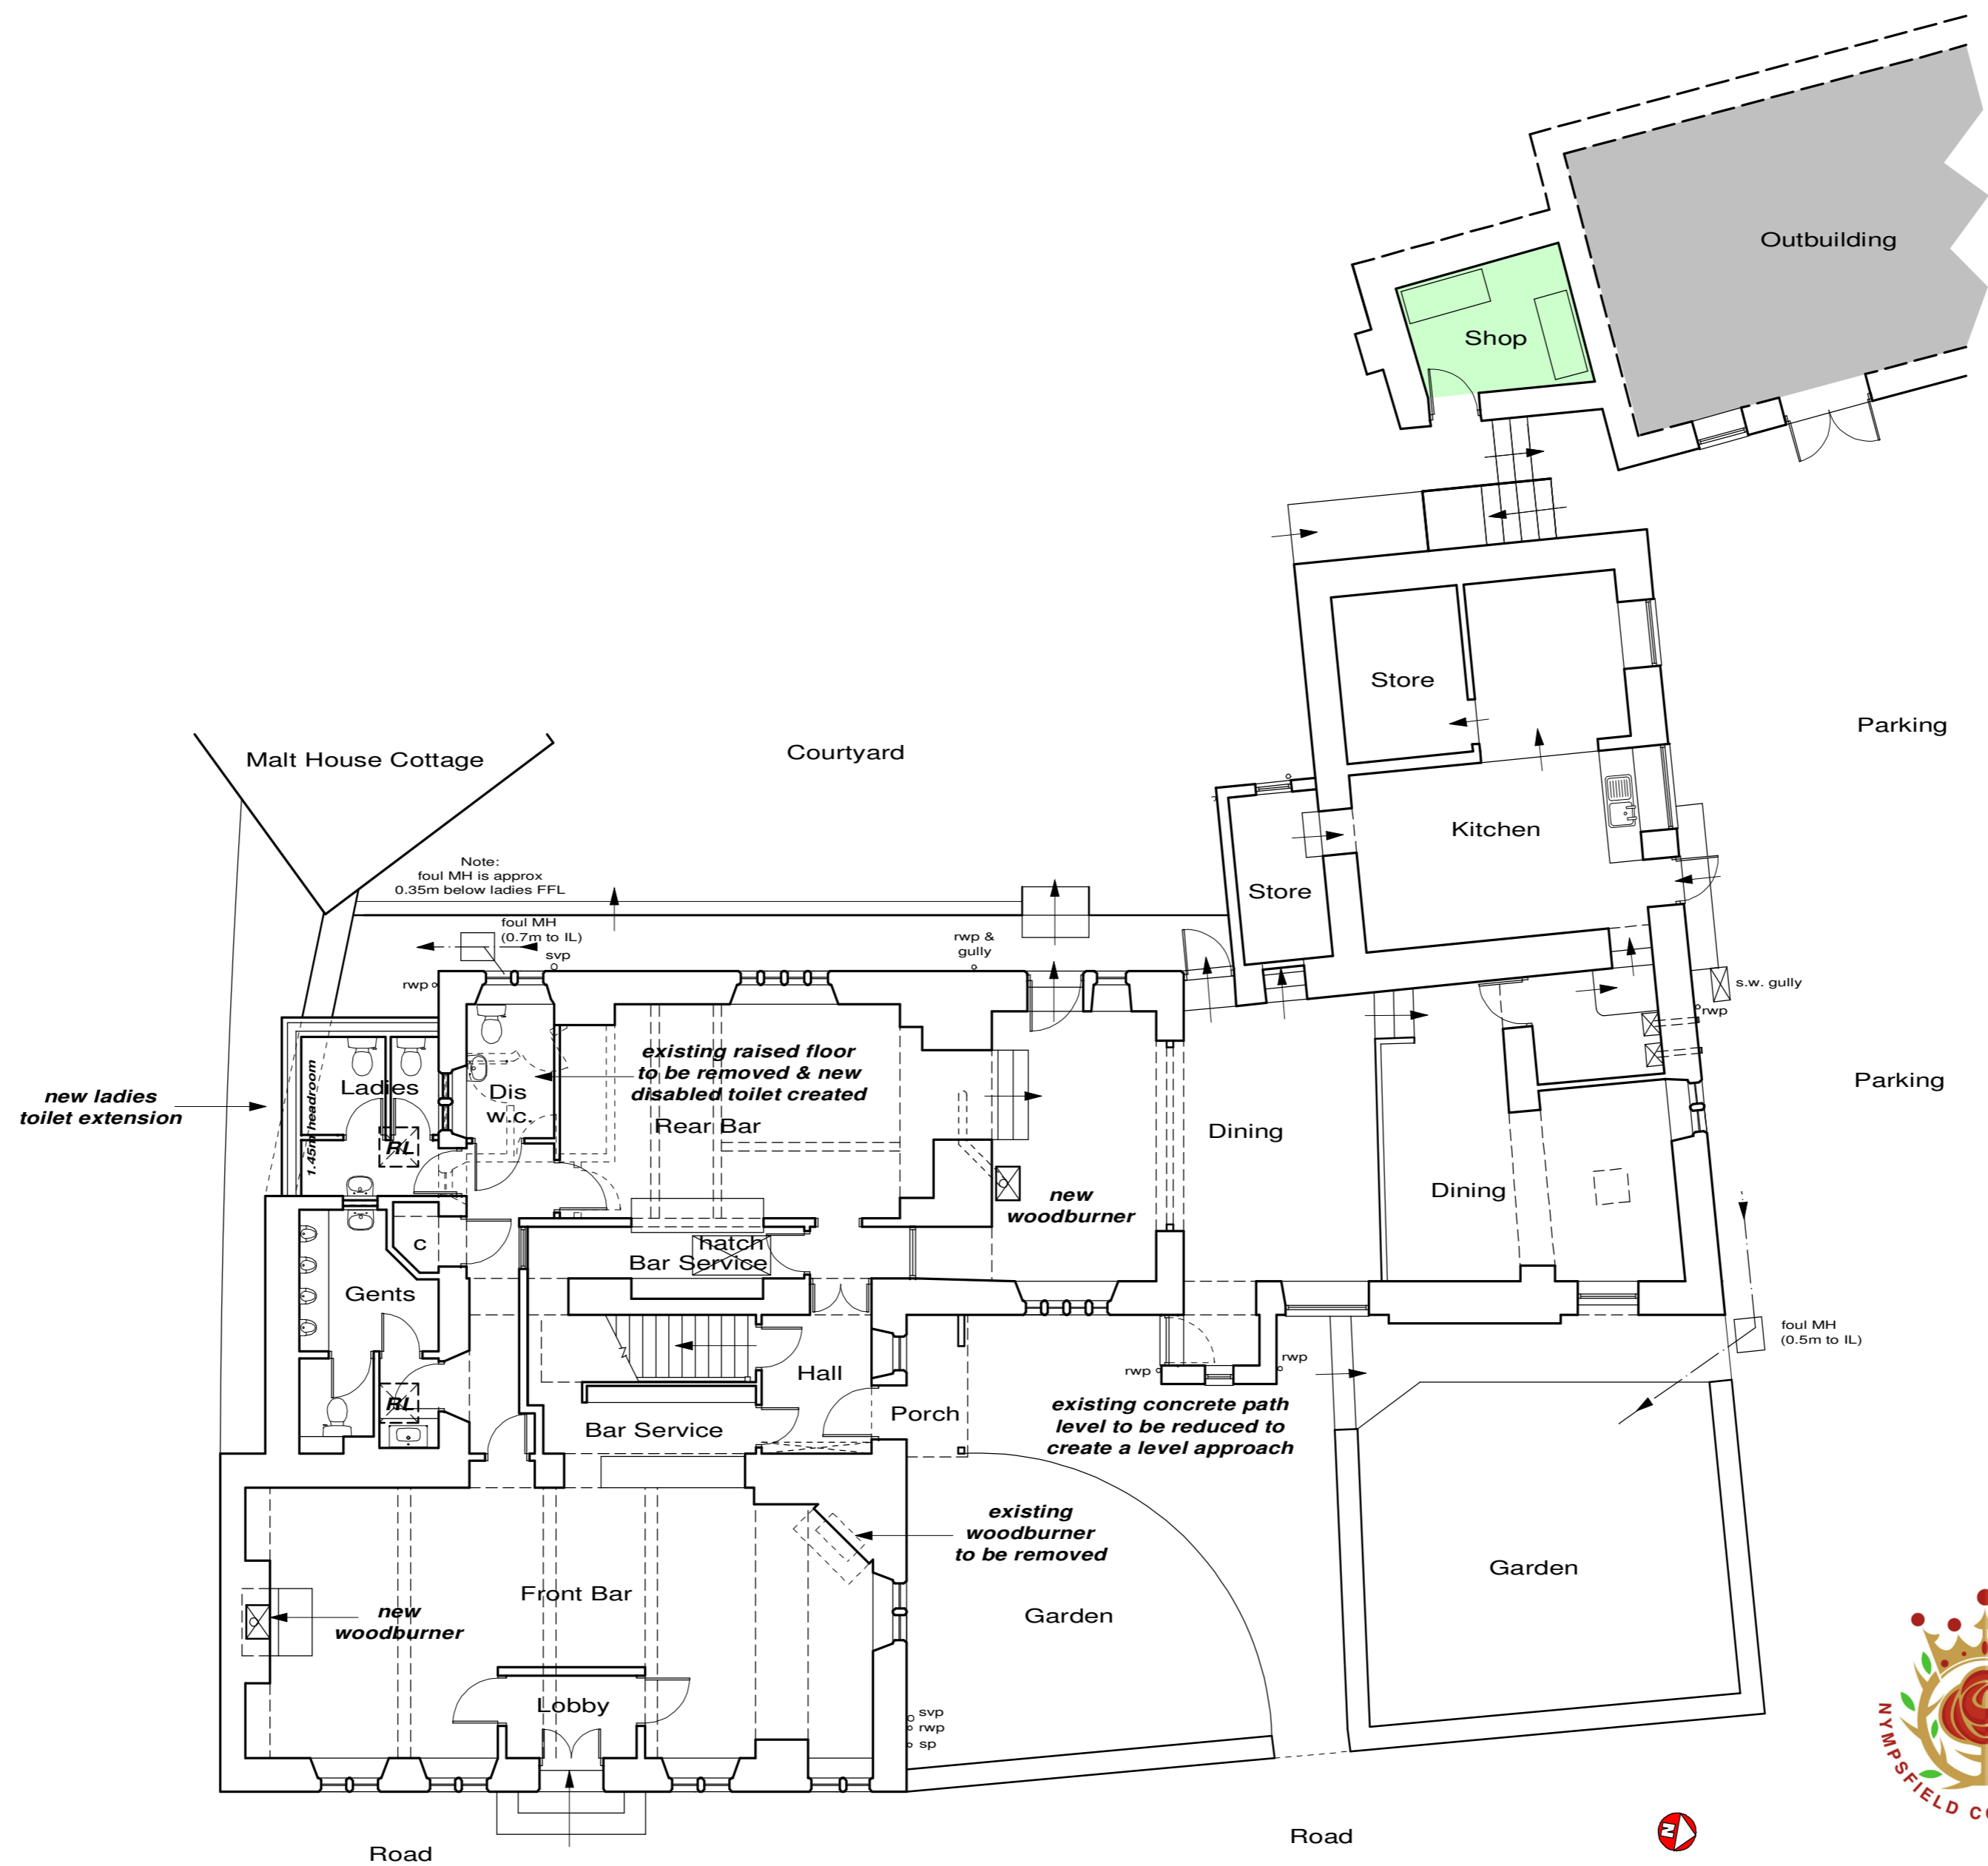 Outbuilding
Shop
Store
Parking
Malt House Cottage
Courtyard
Kitchen
Note:
foul MH is approx
0.35m below ladies FFL
Store
foul MH
(0.7m to IL)
svp
rwp &
gully
rwp
s.w. gully
rwp
new ladies
toilet extension
1.45m headroom
Ladies
RL
Dis
w.c.
existing raised floor
to be removed & new
disabled toilet created
Rear Bar
Dining
Parking
new
woodburner
Dining
c
hatch
Bar Service
Gents
Hall
RL
Bar Service
Porch
rwp
rwp
foul MH
(0.5m to IL)
existing concrete path
level to be reduced to
create a level approach
existing
woodburner
to be removed
Front Bar
new
woodburner
Garden
Garden
Lobby
svp
rwp
sp
NYMPSFIELD
N
Road
Road